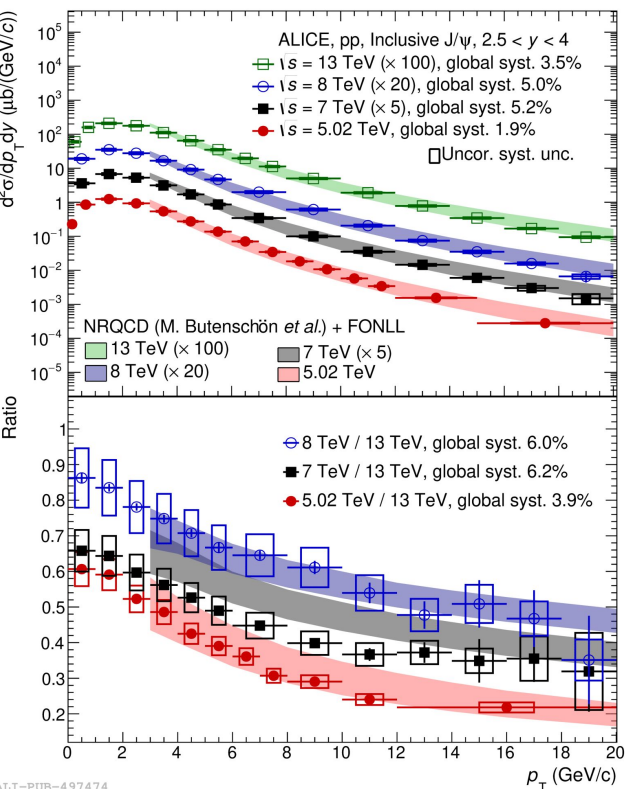 d²σ/dp_T dy (μb/(GeV/c))
10⁵
10⁴
10³
10²
10
1
10⁻¹
10⁻²
10⁻³
10⁻⁴
10⁻⁵
ALICE, pp, Inclusive J/ψ, 2.5 < y < 4
√s = 13 TeV (× 100), global syst. 3.5%
√s = 8 TeV (× 20), global syst. 5.0%
√s = 7 TeV (× 5), global syst. 5.2%
√s = 5.02 TeV, global syst. 1.9%
Uncor. syst. unc.
NRQCD (M. Butenschön et al.) + FONLL
13 TeV (× 100)
7 TeV (× 5)
8 TeV (× 20)
5.02 TeV
Ratio
1
0.9
0.8
0.7
0.6
0.5
0.4
0.3
0.2
8 TeV / 13 TeV, global syst. 6.0%
7 TeV / 13 TeV, global syst. 6.2%
5.02 TeV / 13 TeV, global syst. 3.9%
0 2 4 6 8 10 12 14 16 18 20
p_T (GeV/c)
ALI-PUB-497474